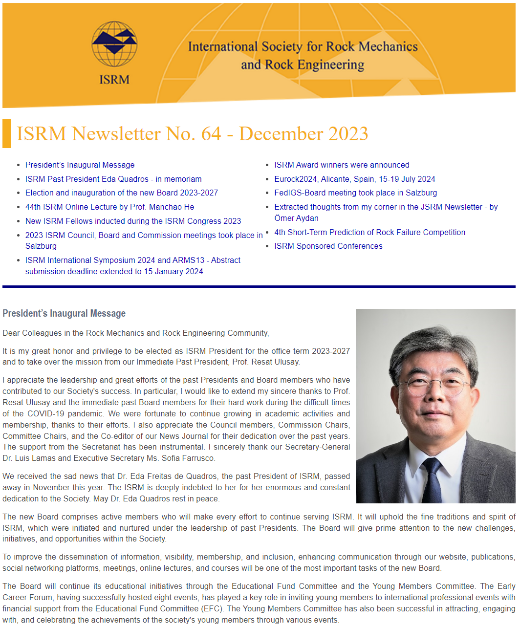 ISRM
International Society for Rock Mechanics
and Rock Engineering
ISRM Newsletter No. 64 - December 2023
President's Inaugural Message
ISRM Past President Eda Quadros - in memoriam
Election and inauguration of the new Board 2023-2027
44th ISRM Online Lecture by Prof. Manchao He
New ISRM Fellows inducted during the ISRM Congress 2023
2023 ISRM Council, Board and Commission meetings took place in
Salzburg
ISRM International Symposium 2024 and ARMS13 - Abstract
submission deadline extended to 15 January 2024
ISRM Award winners were announced
Eurock2024, Alicante, Spain, 15-19 July 2024
FedIGS-Board meeting took place in Salzburg
Extracted thoughts from my corner in the JSRM Newsletter - by
Omer Aydan
4th Short-Term Prediction of Rock Failure Competition
ISRM Sponsored Conferences
President's Inaugural Message
Dear Colleagues in the Rock Mechanics and Rock Engineering Community,
It is my great honor and privilege to be elected as ISRM President for the office term 2023-2027
and to take over the mission from our Immediate Past President, Prof. Resat Ulusay.
I appreciate the leadership and great efforts of the past Presidents and Board members who have
contributed to our Society's success. In particular, I would like to extend my sincere thanks to Prof.
Resat Ulusay and the immediate past Board members for their hard work during the difficult times
of the COVID-19 pandemic. We were fortunate to continue growing in academic activities and
membership, thanks to their efforts. I also appreciate the Council members, Commission Chairs,
Committee Chairs, and the Co-editor of our News Journal for their dedication over the past years.
The support from the Secretariat has been instrumental. I sincerely thank our Secretary-General
Dr. Luis Lamas and Executive Secretary Ms. Sofia Farrusco.
We received the sad news that Dr. Eda Freitas de Quadros, the past President of ISRM, passed
away in November this year. The ISRM is deeply indebted to her for her enormous and constant
dedication to the Society. May Dr. Eda Quadros rest in peace.
The new Board comprises active members who will make every effort to continue serving ISRM. It will uphold the fine traditions and spirit of
ISRM, which were initiated and nurtured under the leadership of past Presidents. The Board will give prime attention to the new challenges,
initiatives, and opportunities within the Society.
To improve the dissemination of information, visibility, membership, and inclusion, enhancing communication through our website, publications,
social networking platforms, meetings, online lectures, and courses will be one of the most important tasks of the new Board.
The Board will continue its educational initiatives through the Educational Fund Committee and the Young Members Committee. The Early
Career Forum, having successfully hosted eight events, has played a key role in inviting young members to international professional events with
financial support from the Educational Fund Committee (EFC). The Young Members Committee has also been successful in attracting, engaging
with, and celebrating the achievements of the society's young members through various events.